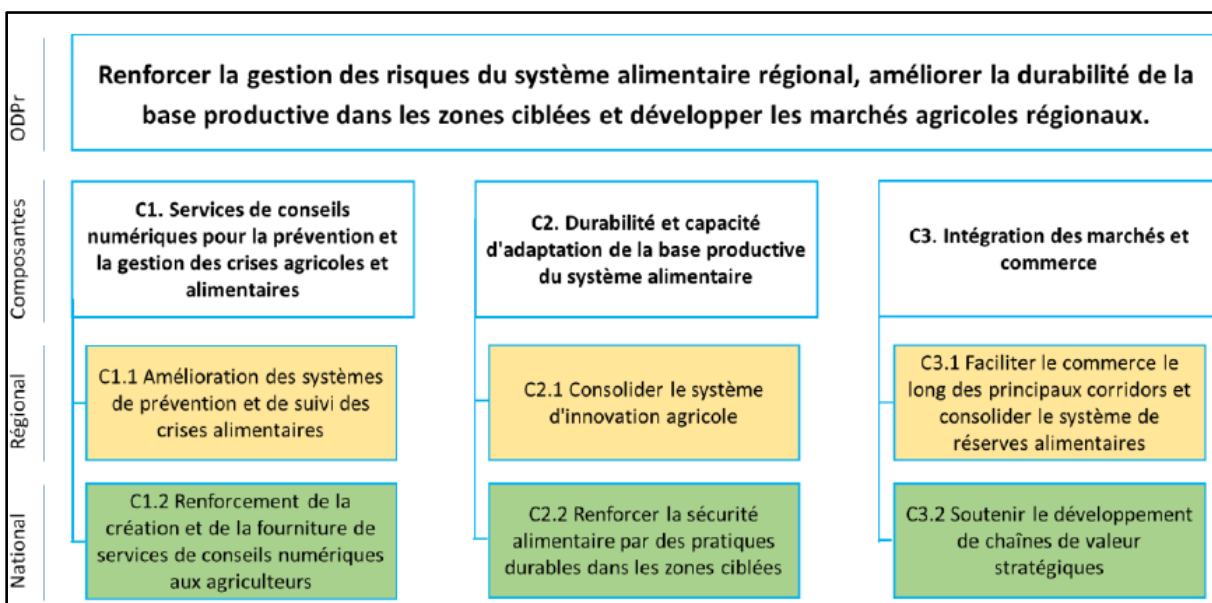 ODPr
Renforcer la gestion des risques du système alimentaire régional, améliorer la durabilité de la
base productive dans les zones ciblées et développer les marchés agricoles régionaux.
Composantes
C1. Services de conseils
numériques pour la prévention et
la gestion des crises agricoles et
alimentaires
C2. Durabilité et capacité
d'adaptation de la base productive
du système alimentaire
C3. Intégration des marchés et
commerce
Régional
C1.1 Amélioration des systèmes
de prévention et de suivi des
crises alimentaires
C2.1 Consolider le système
d'innovation agricole
C3.1 Faciliter le commerce le
long des principaux corridors et
consolider le système de
réserves alimentaires
National
C1.2 Renforcement de la
création et de la fourniture de
services de conseils numériques
aux agriculteurs
C2.2 Renforcer la sécurité
alimentaire par des pratiques
durables dans les zones ciblées
C3.2 Soutenir le développement
de chaînes de valeur
stratégiques